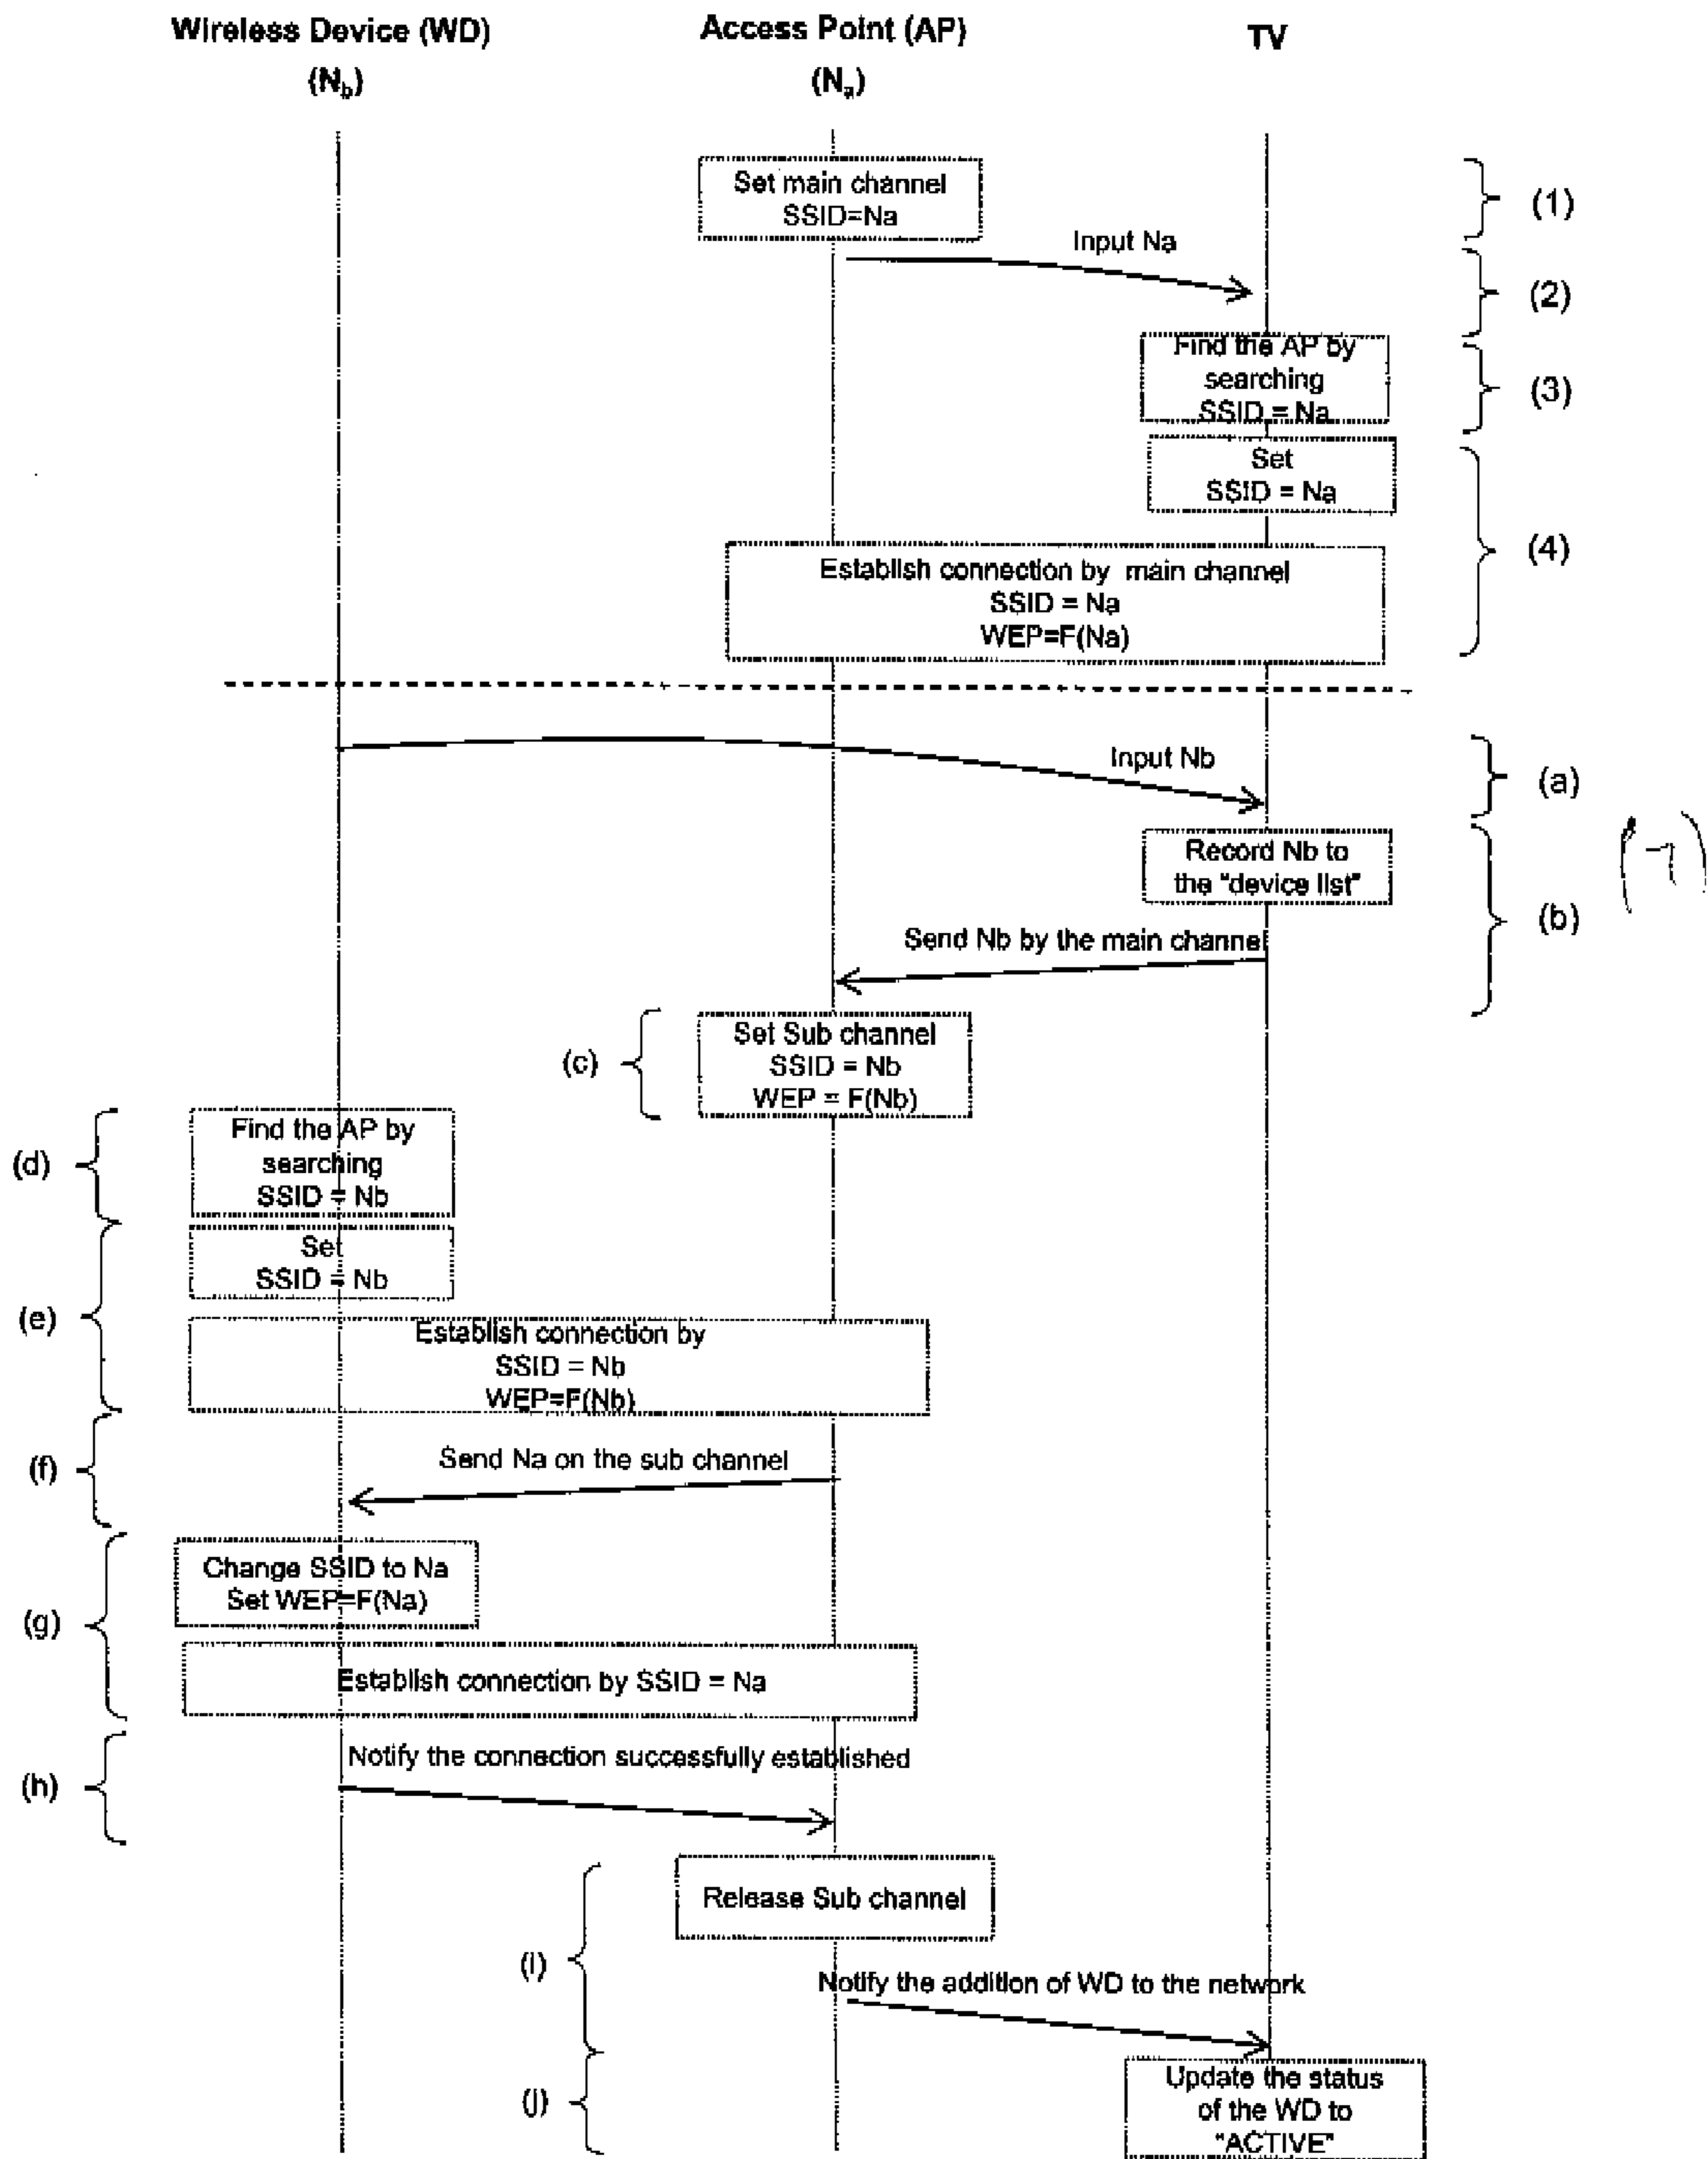 Wireless Device (WD)
(Nb)
Access Point (AP)
(Na)
TV
Set main channel
SSID=Na
(1)
Input Na
(2)
Find the AP by
searching
SSID = Na
(3)
Set
SSID = Na
Establish connection by main channel
SSID = Na
WEP=F(Na)
(4)
Input Nb
(a)
Record Nb to
the "device list"
Send Nb by the main channel
(b)
(c)
Set Sub channel
SSID = Nb
WEP = F(Nb)
(d)
Find the AP by
searching
SSID = Nb
Set
SSID = Nb
(e)
Establish connection by
SSID = Nb
WEP=F(Nb)
(f)
Send Na on the sub channel
(g)
Change SSID to Na
Set WEP=F(Na)
Establish connection by SSID = Na
(h)
Notify the connection successfully established
(i)
Release Sub channel
Notify the addition of WD to the network
(j)
Update the status
of the WD to
"ACTIVE"